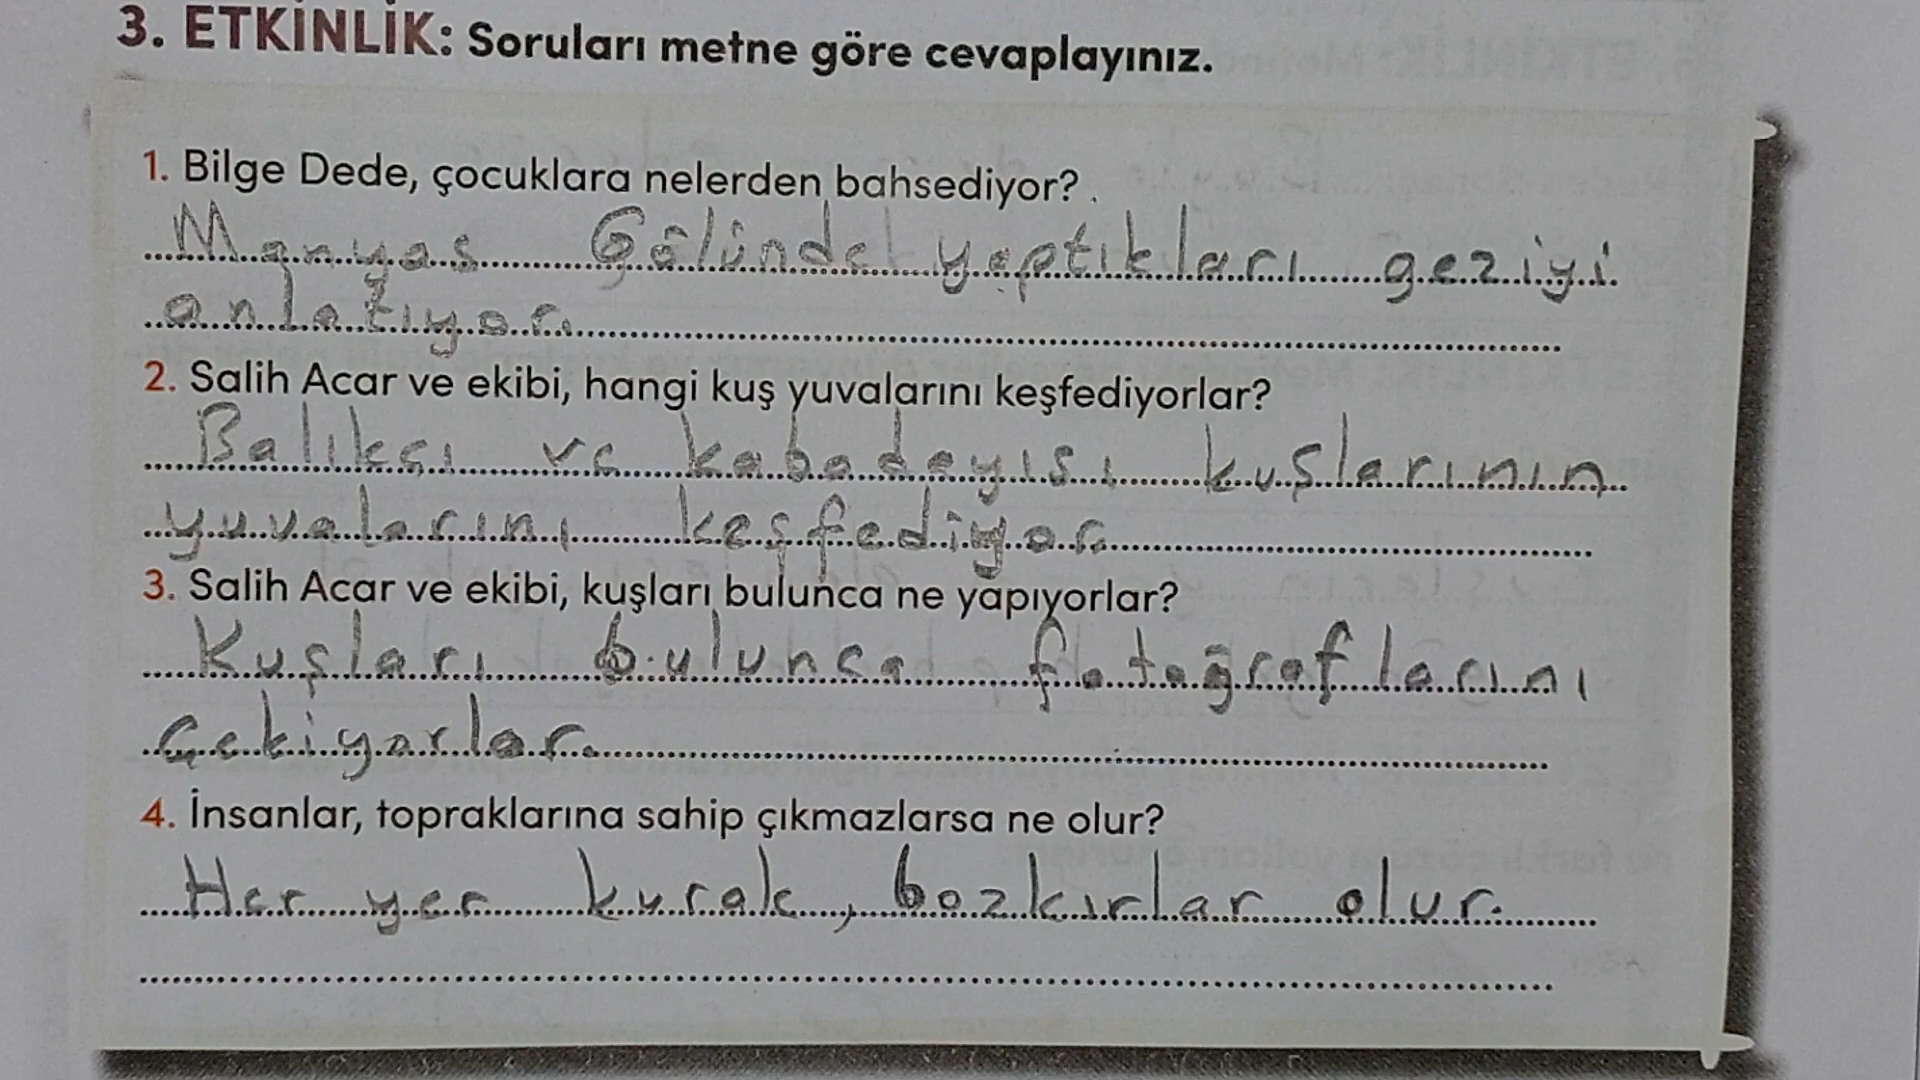 3. ETKİNLİK: Soruları metne göre cevaplayınız.
1. Bilge Dede, çocuklara nelerden bahsediyor?
Manyas Gölünde yaptıkları geziyi
anlatıyor.
2. Salih Acar ve ekibi, hangi kuş yuvalarını keşfediyorlar?
Balıkçı ve kabadayısı kuşlarının
yuvalarını keşfediyor.
3. Salih Acar ve ekibi, kuşları bulunca ne yapıyorlar?
Kuşları bulunca fotoğraflarını
çekiyorlar.
4. İnsanlar, topraklarına sahip çıkmazlarsa ne olur?
Her yer kurak, bozkırlar olur.